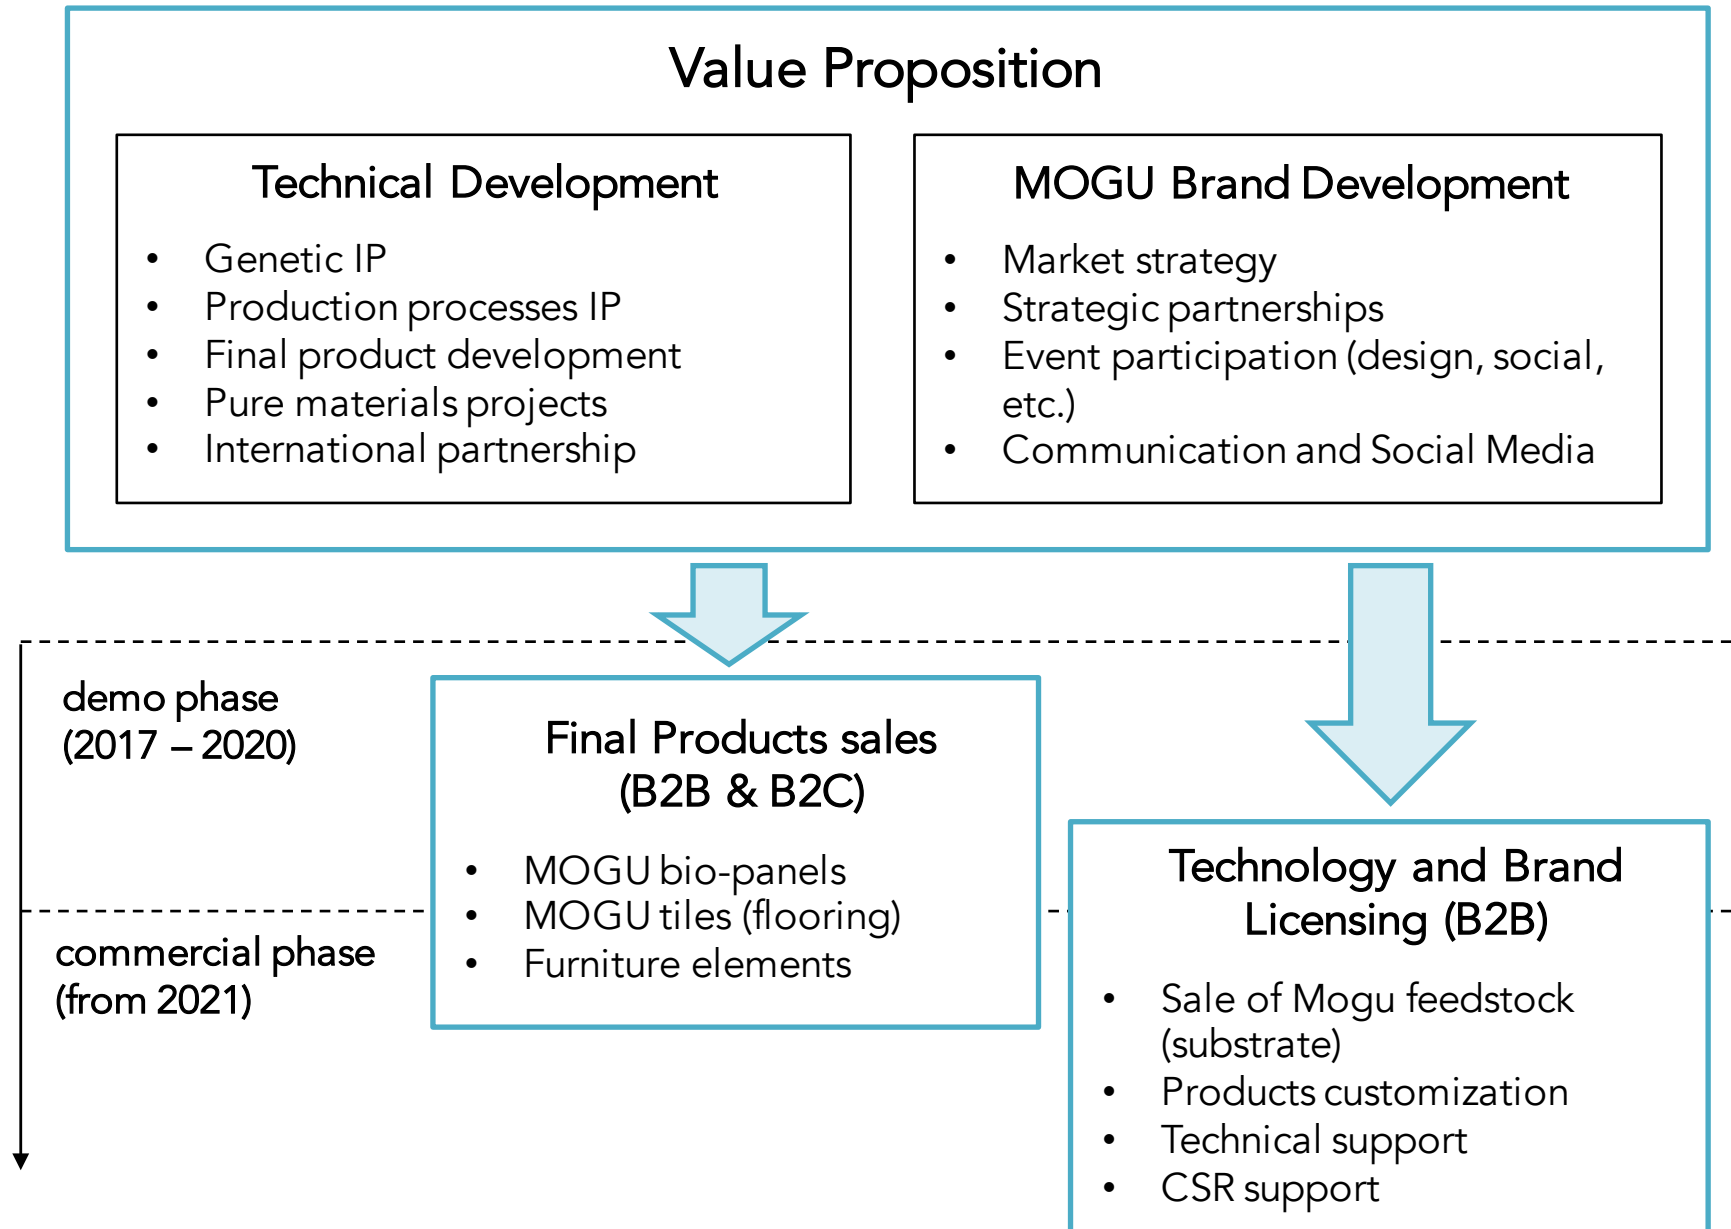 Value Proposition
Technical Development
• Genetic IP
• Production processes IP
• Final product development
• Pure materials projects
• International partnership
MOGU Brand Development
• Market strategy
• Strategic partnerships
• Event participation (design, social,
etc.)
• Communication and Social Media
demo phase
(2017 – 2020)
Final Products sales
(B2B & B2C)
• MOGU bio-panels
• MOGU tiles (flooring)
• Furniture elements
commercial phase
(from 2021)
Technology and Brand
Licensing (B2B)
• Sale of Mogu feedstock
(substrate)
• Products customization
• Technical support
• CSR support